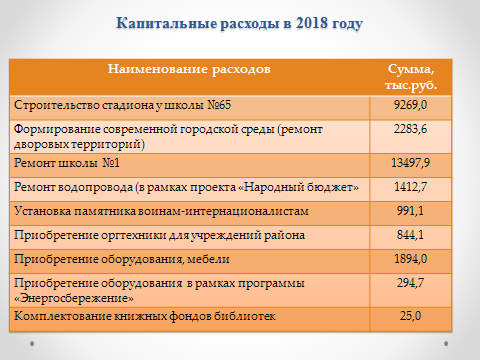 Капитальные расходы в 2018 году
Наименование расходов Сумма,
тыс.руб.
Строительство стадиона у школы №65 9269,0
Формирование современной городской среды (ремонт 2283,6
дворовых территорий)
Ремонт школы №1 13497,9
Ремонт водопровода (в рамках проекта «Народный бюджет» 1412,7
Установка памятника воинам-интернационалистам 991,1
Приобретение оргтехники для учреждений района 844,1
Приобретение оборудования, мебели 1894,0
Приобретение оборудования в рамках программы 294,7
«Энергосбережение»
Комплектование книжных фондов библиотек 25,0